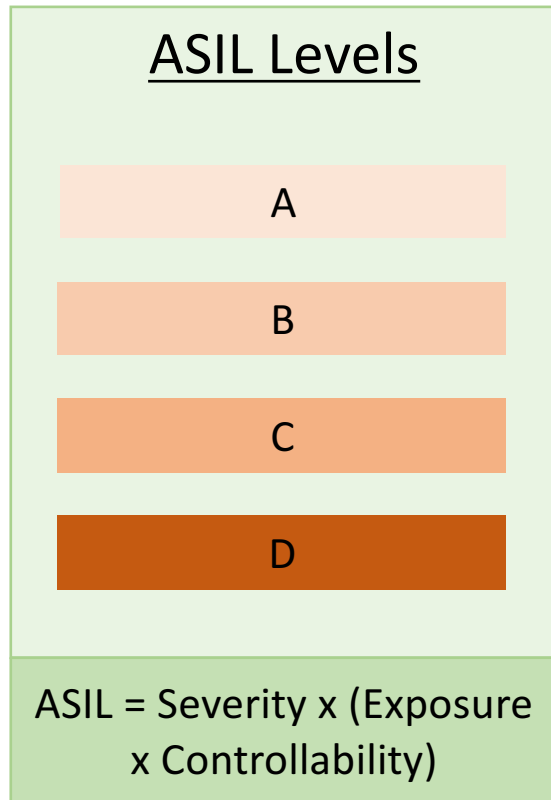 ASIL Levels
A
B
C
D
ASIL = Severity x (Exposure
x Controllability)